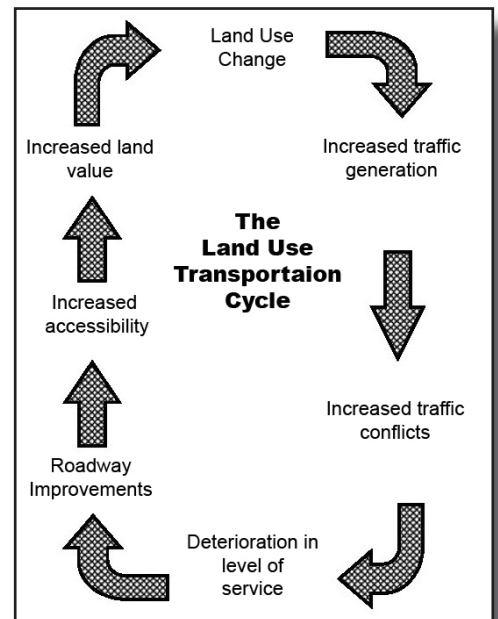 Land Use
Change
Increased traffic
generation
Increased traffic
conflicts
Deterioration in
level of
service
Roadway
Improvements
Increased
accessibility
Increased land
value
The
Land Use
Transportaion
Cycle